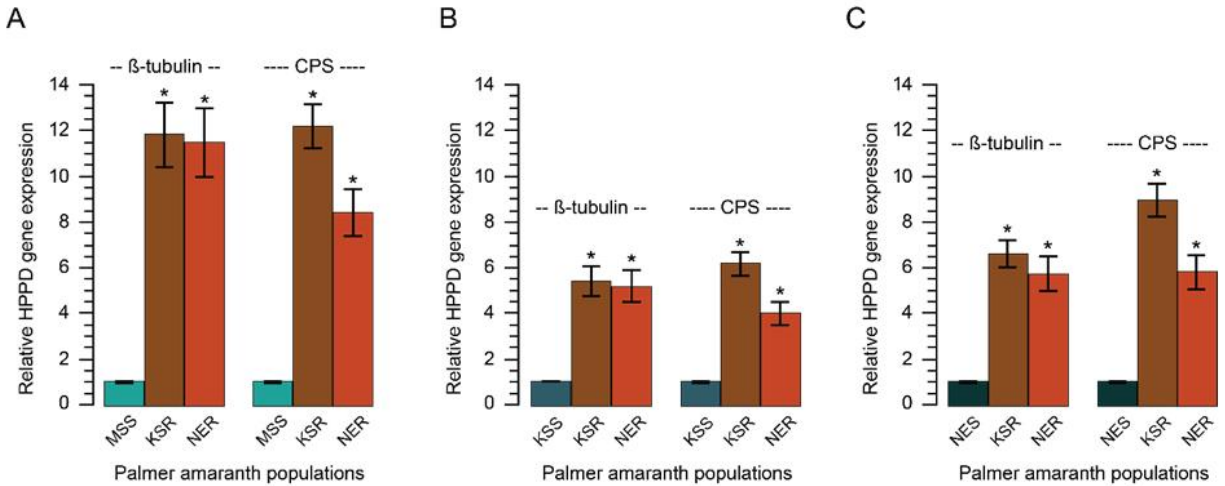 A
B
C
-- ß-tubulin -- ---- CPS ----
14
12
10
8
6
4
2
0
Relative HPPD gene expression
* * * *
MSS KSR NER MSS KSR NER
Palmer amaranth populations
-- ß-tubulin -- ---- CPS ----
14
12
10
8
6
4
2
0
Relative HPPD gene expression
* * * *
KSS KSR NER KSS KSR NER
Palmer amaranth populations
-- ß-tubulin -- ---- CPS ----
14
12
10
8
6
4
2
0
Relative HPPD gene expression
* * * *
NES KSR NER NES KSR NER
Palmer amaranth populations